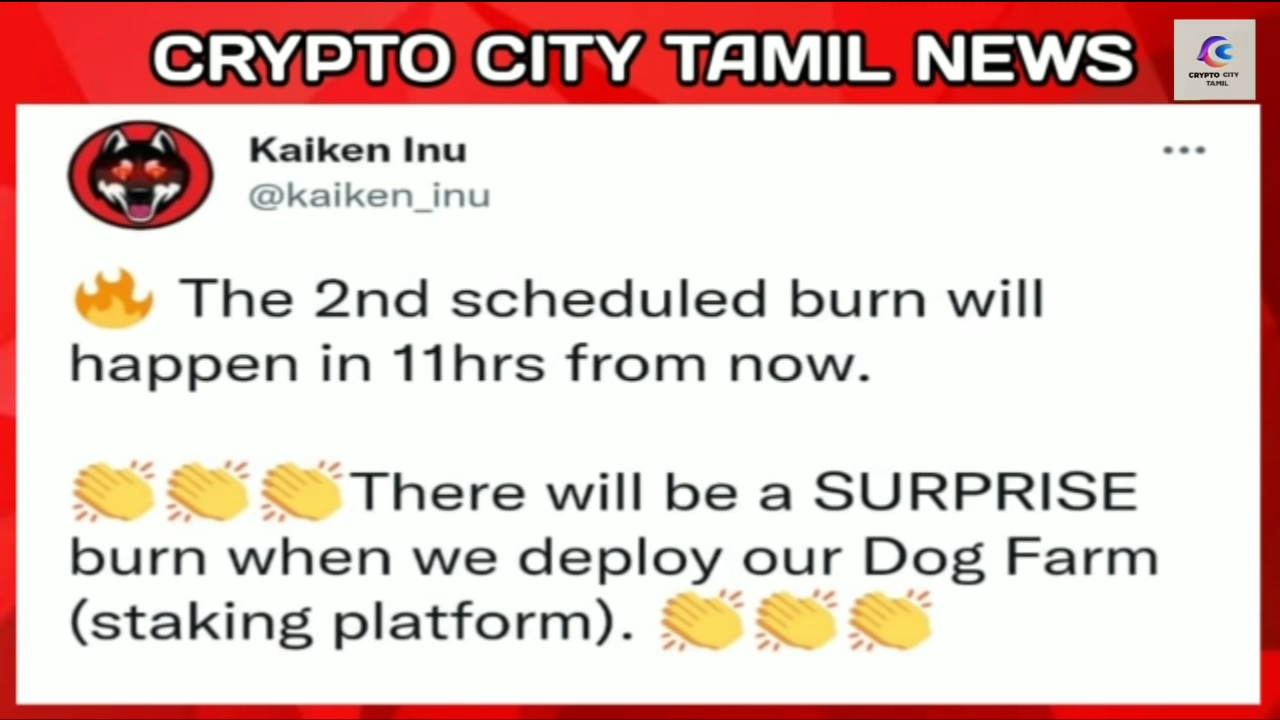 CRYPTO CITY TAMIL NEWS
CRYPTO CITY
TAMIL
Kaiken Inu
@kaiken_inu
🔥 The 2nd scheduled burn will
happen in 11hrs from now.
👏👏👏There will be a SURPRISE
burn when we deploy our Dog Farm
(staking platform). 👏👏👏